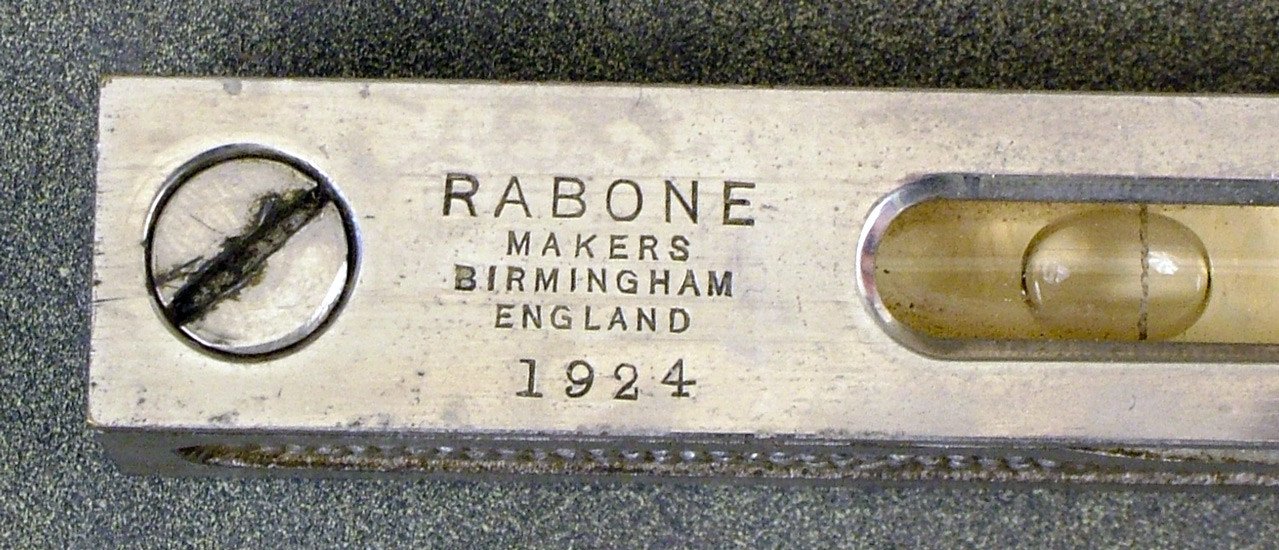 RABONE
MAKERS
BIRMINGHAM
ENGLAND
1924